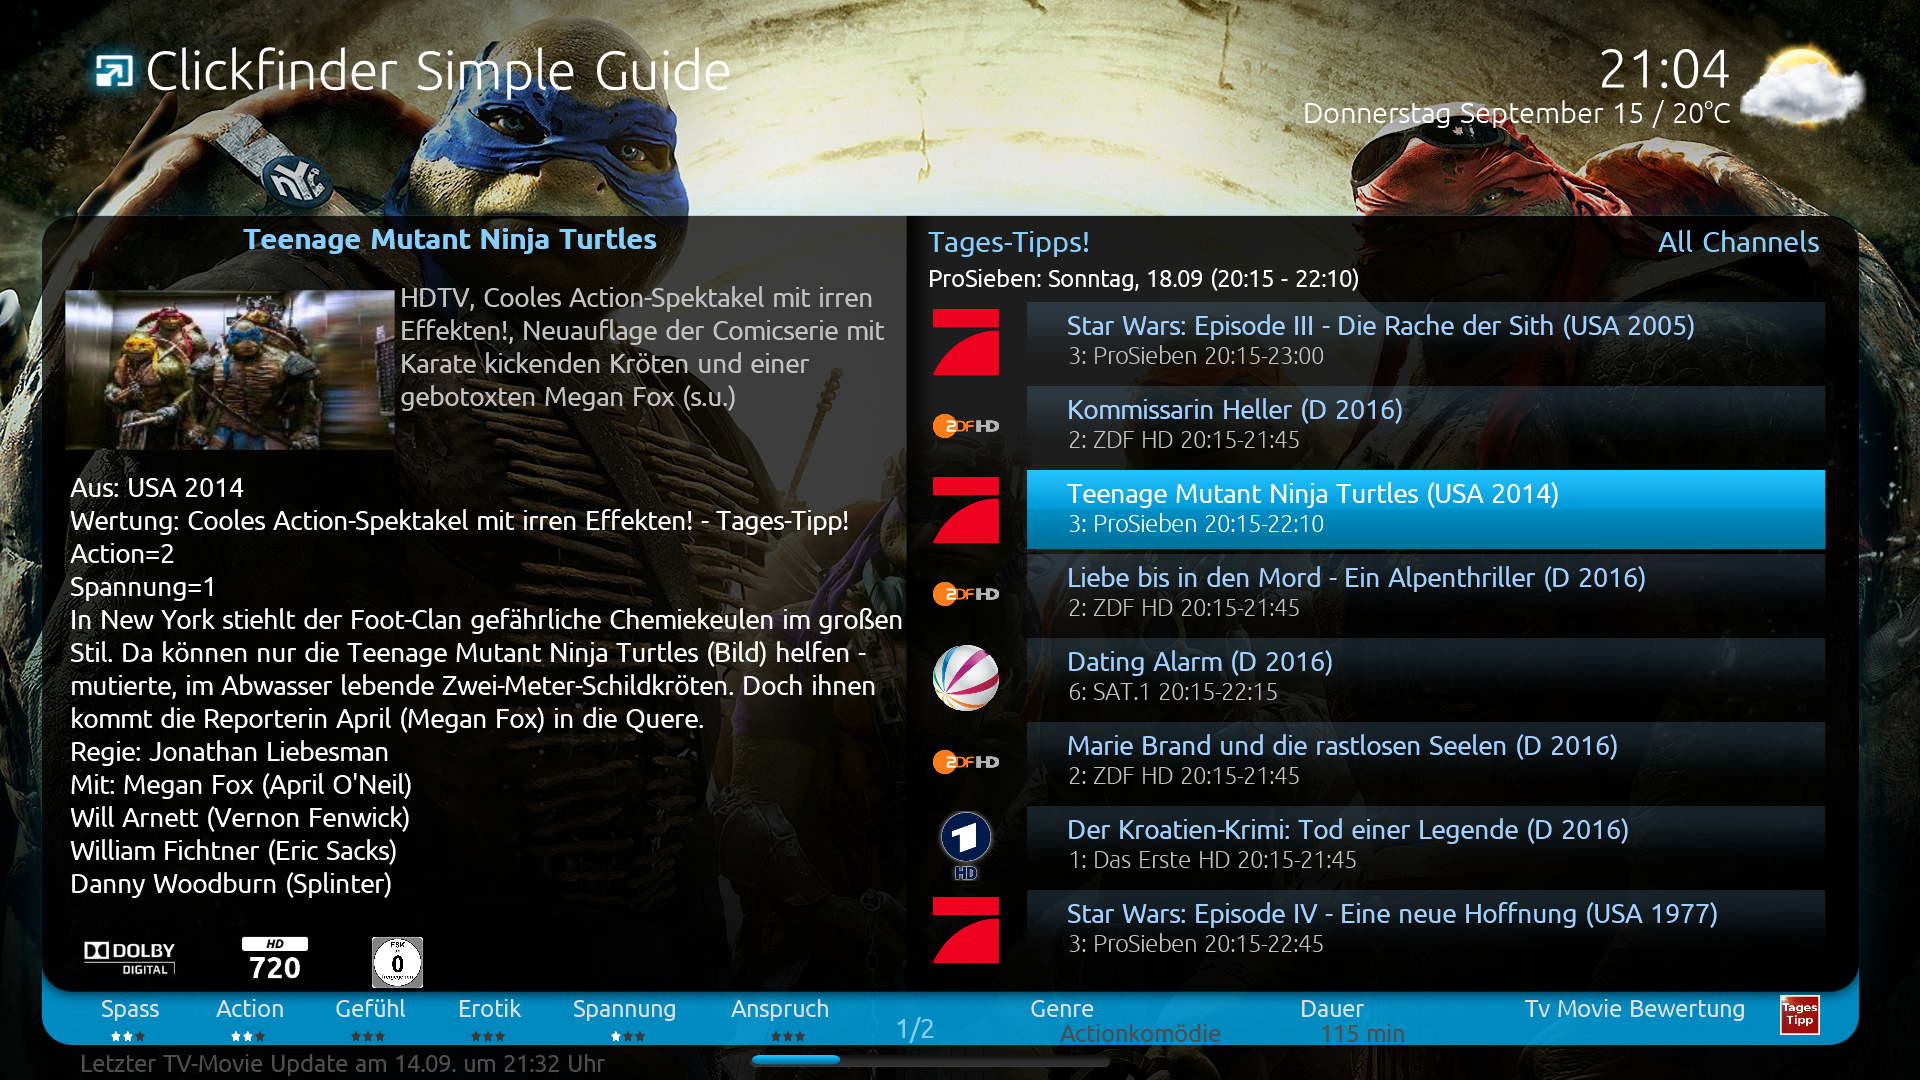 Clickfinder Simple Guide
21:04
Donnerstag September 15 / 20°C
NYC
Teenage Mutant Ninja Turtles
HDTV, Cooles Action-Spektakel mit irren
Effekten!, Neuauflage der Comicserie mit
Karate kickenden Kröten und einer
gebotoxten Megan Fox (s.u.)
Aus: USA 2014
Wertung: Cooles Action-Spektakel mit irren Effekten! - Tages-Tipp!
Action=2
Spannung=1
In New York stiehlt der Foot-Clan gefährliche Chemiekeulen im großen
Stil. Da können nur die Teenage Mutant Ninja Turtles (Bild) helfen -
mutierte, im Abwasser lebende Zwei-Meter-Schildkröten. Doch ihnen
kommt die Reporterin April (Megan Fox) in die Quere.
Regie: Jonathan Liebesman
Mit: Megan Fox (April O'Neil)
Will Arnett (Vernon Fenwick)
William Fichtner (Eric Sacks)
Danny Woodburn (Splinter)
DOLBY
DIGITAL
HD
720
FSK
0
Tages-Tipps!
All Channels
ProSieben: Sonntag, 18.09 (20:15 - 22:10)
Star Wars: Episode III - Die Rache der Sith (USA 2005)
3: ProSieben 20:15-23:00
ZDF HD
Kommissarin Heller (D 2016)
2: ZDF HD 20:15-21:45
Teenage Mutant Ninja Turtles (USA 2014)
3: ProSieben 20:15-22:10
ZDF HD
Liebe bis in den Mord - Ein Alpenthriller (D 2016)
2: ZDF HD 20:15-21:45
Dating Alarm (D 2016)
6: SAT.1 20:15-22:15
ZDF HD
Marie Brand und die rastlosen Seelen (D 2016)
2: ZDF HD 20:15-21:45
1
HD
Der Kroatien-Krimi: Tod einer Legende (D 2016)
1: Das Erste HD 20:15-21:45
Star Wars: Episode IV - Eine neue Hoffnung (USA 1977)
3: ProSieben 20:15-22:45
Spass
Action
Gefühl
Erotik
Spannung
Anspruch
1/2
Genre
Actionkomödie
Dauer
115 min
Tv Movie Bewertung
Tages
Tipp
Letzter TV-Movie Update am 14.09. um 21:32 Uhr